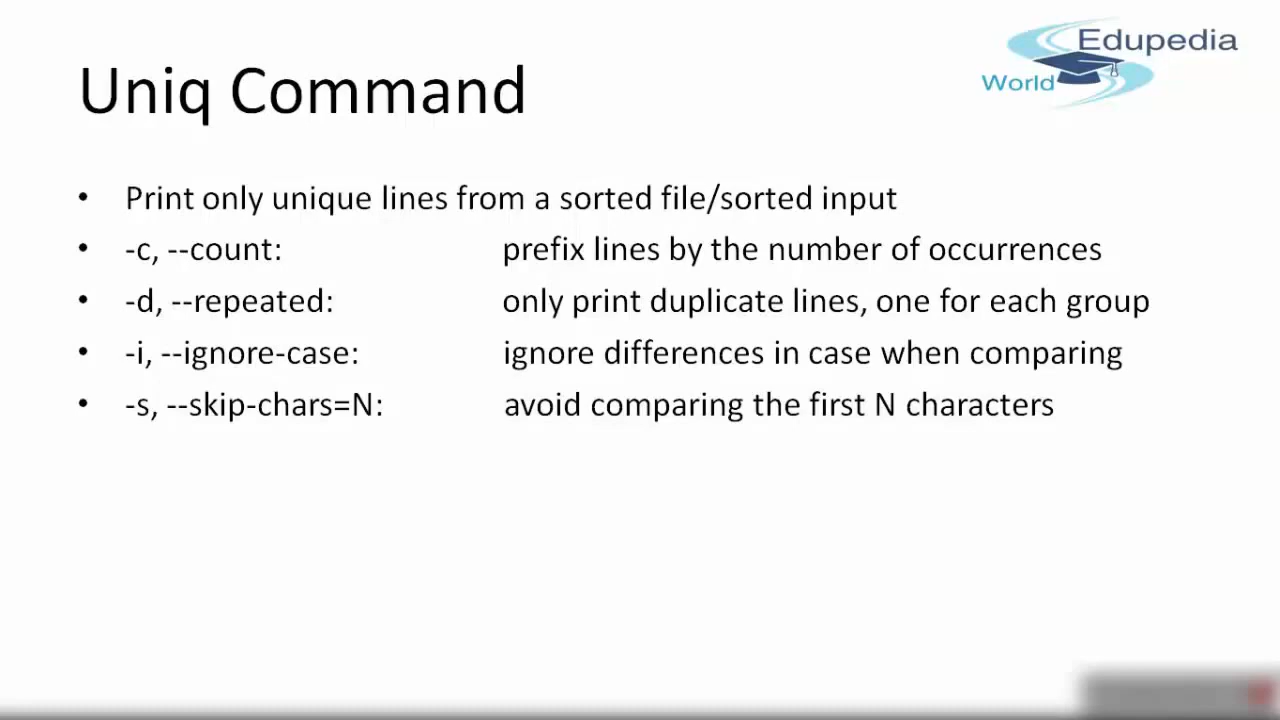 Edupedia
World
Uniq Command
• Print only unique lines from a sorted file/sorted input
• -c, --count: prefix lines by the number of occurrences
• -d, --repeated: only print duplicate lines, one for each group
• -i, --ignore-case: ignore differences in case when comparing
• -s, --skip-chars=N: avoid comparing the first N characters